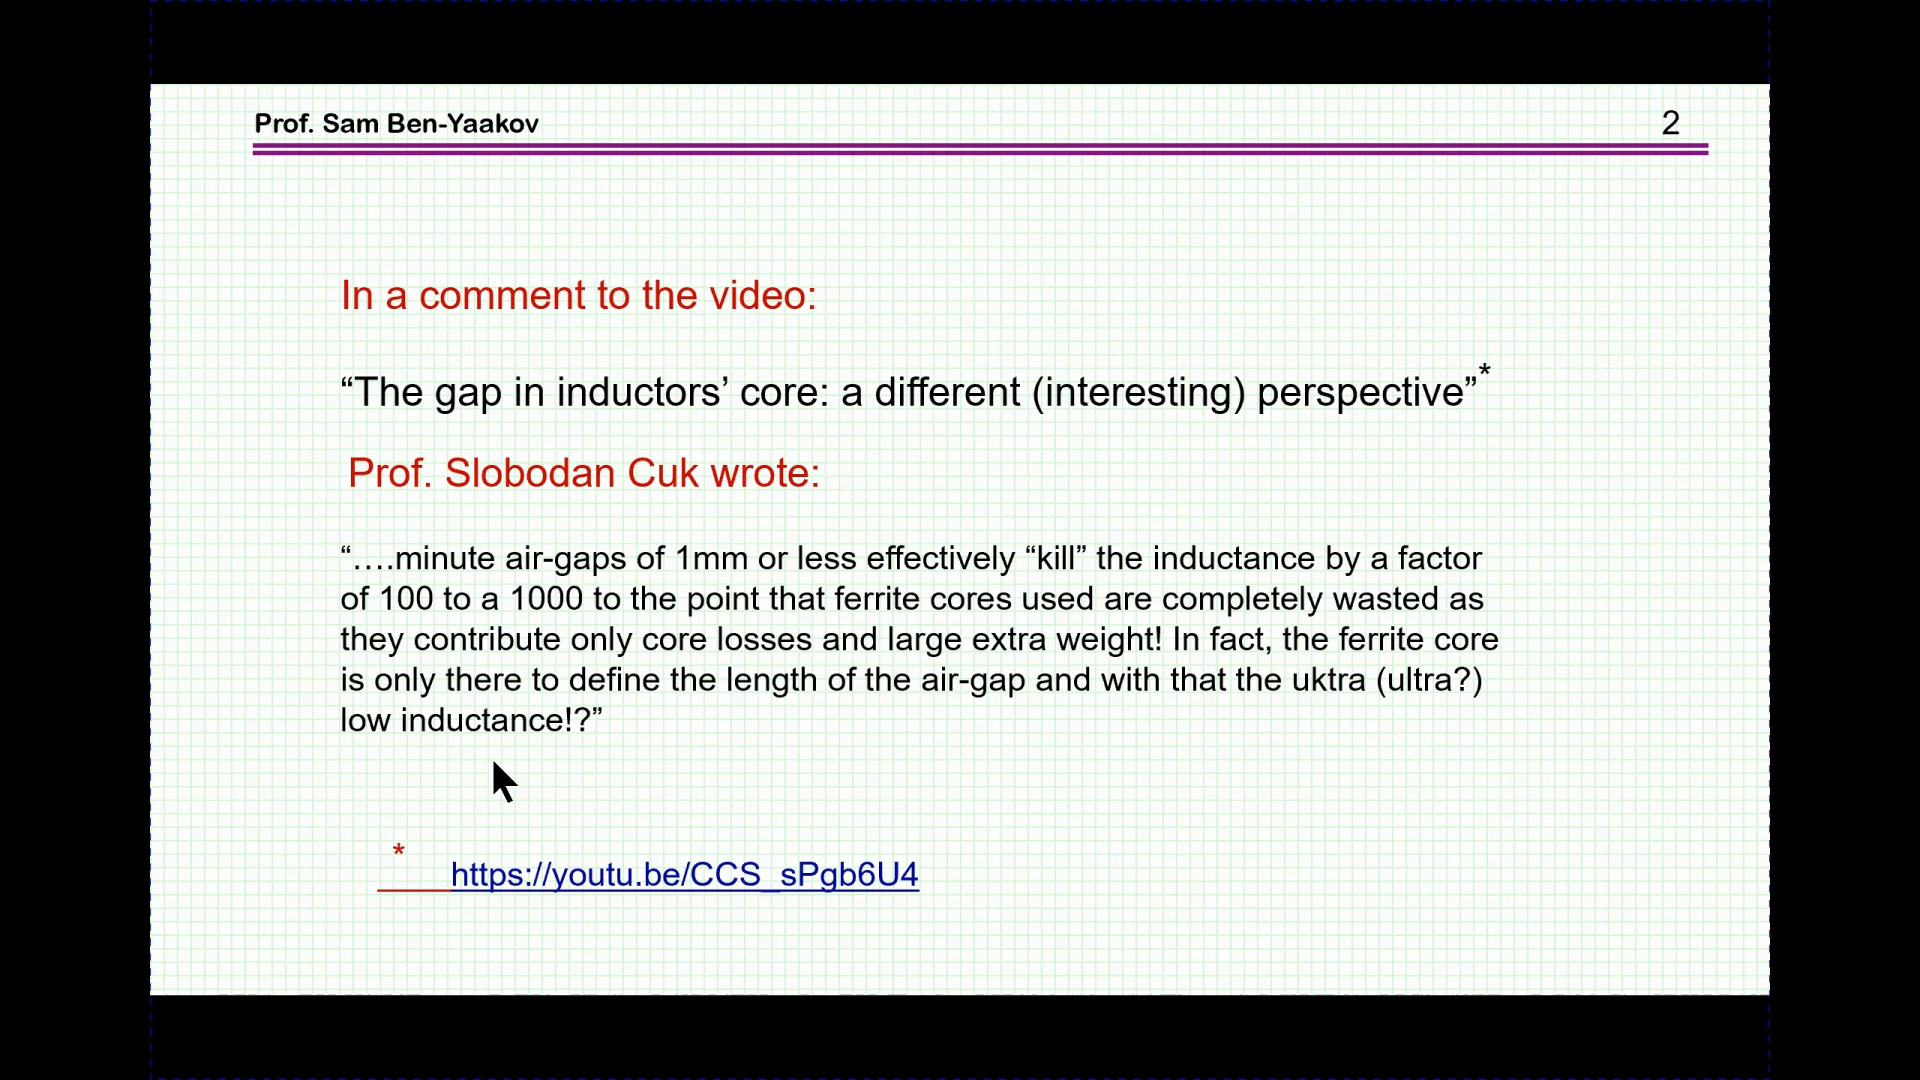 Prof. Sam Ben-Yaakov
2
In a comment to the video:
“The gap in inductors’ core: a different (interesting) perspective”*
Prof. Slobodan Cuk wrote:
“….minute air-gaps of 1mm or less effectively “kill” the inductance by a factor
of 100 to a 1000 to the point that ferrite cores used are completely wasted as
they contribute only core losses and large extra weight! In fact, the ferrite core
is only there to define the length of the air-gap and with that the uktra (ultra?)
low inductance!?”
* https://youtu.be/CCS_sPgb6U4